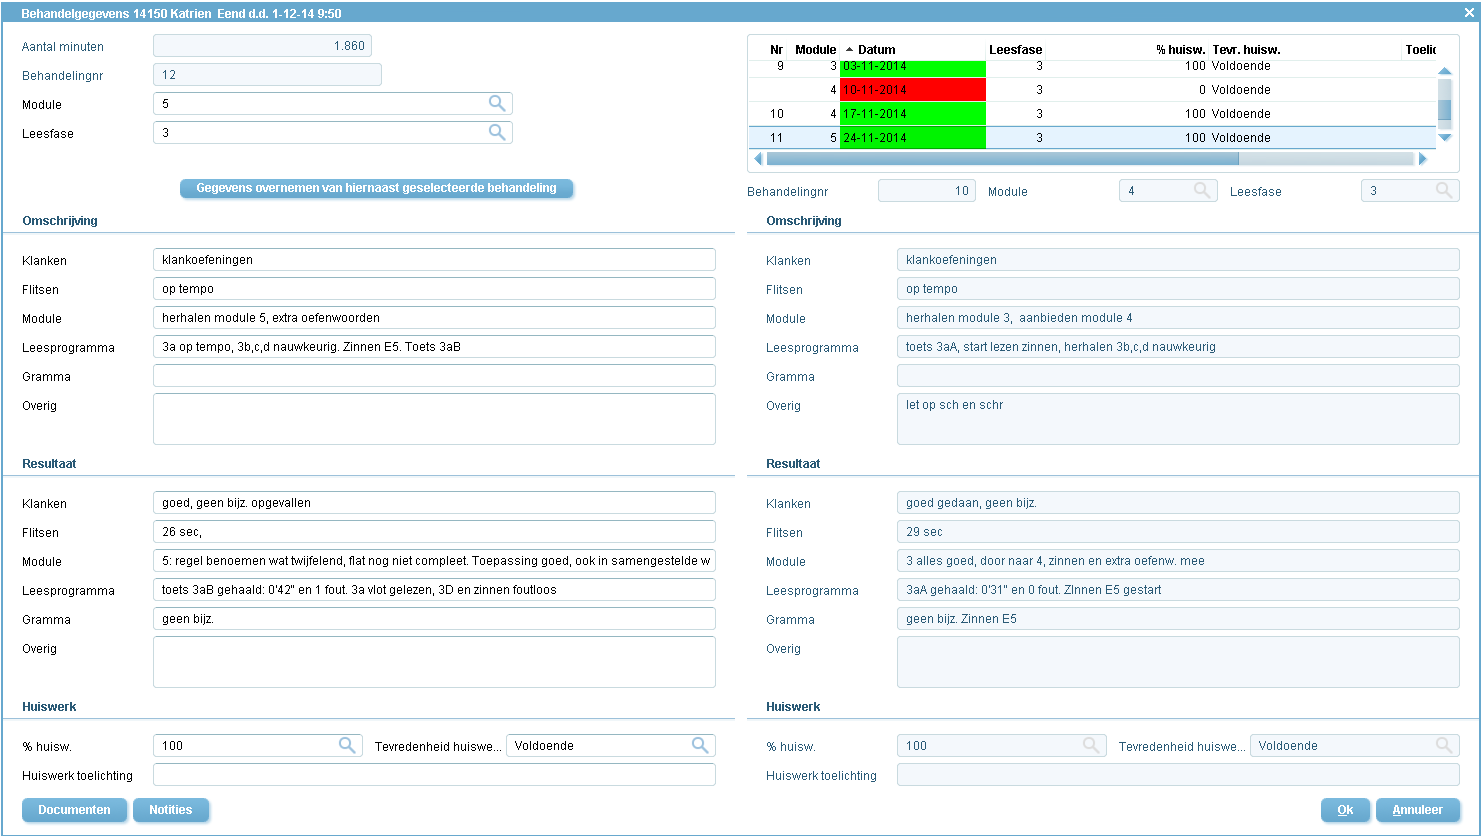 Behandelgegevens 14150 Katrien Eend d.d. 1-12-14 9:50
Aantal minuten 1.860
Behandelingnr 12
Module 5
Leesfase 3
Gegevens overnemen van hiernaast geselecteerde behandeling
Nr Module Datum Leesfase % huisw. Tevr. huisw. Toelic
9 3 03-11-2014 3 100 Voldoende
4 10-11-2014 3 0 Voldoende
10 4 17-11-2014 3 100 Voldoende
11 5 24-11-2014 3 100 Voldoende
Behandelingnr 10 Module 4 Leesfase 3
Omschrijving
Klanken klankoefeningen
Flitsen op tempo
Module herhalen module 5, extra oefenwoorden
Leesprogramma 3a op tempo, 3b,c,d nauwkeurig. Zinnen E5. Toets 3aB
Gramma
Overig
Resultaat
Klanken goed, geen bijz. opgevallen
Flitsen 26 sec,
Module 5: regel benoemen wat twijfelend, flat nog niet compleet. Toepassing goed, ook in samengestelde w
Leesprogramma toets 3aB gehaald: 0'42" en 1 fout. 3a vlot gelezen, 3D en zinnen foutloos
Gramma geen bijz.
Overig
Huiswerk
% huisw. 100 Tevredenheid huiswe... Voldoende
Huiswerk toelichting
Omschrijving
Klanken klankoefeningen
Flitsen op tempo
Module herhalen module 3, aanbieden module 4
Leesprogramma toets 3aA, start lezen zinnen, herhalen 3b,c,d nauwkeurig
Gramma
Overig let op sch en schr
Resultaat
Klanken goed gedaan, geen bijz.
Flitsen 29 sec
Module 3 alles goed, door naar 4, zinnen en extra oefenw. mee
Leesprogramma 3aA gehaald: 0'31" en 0 fout. ZInnen E5 gestart
Gramma geen bijz. Zinnen E5
Overig
Huiswerk
% huisw. 100 Tevredenheid huiswe... Voldoende
Huiswerk toelichting
Documenten Notities Ok Annuleer